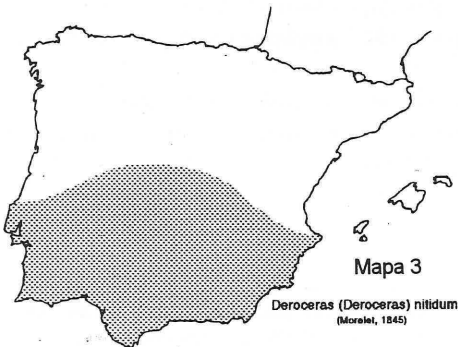 Mapa 3
Deroceras (Deroceras) nitidum
(Morelet, 1845)